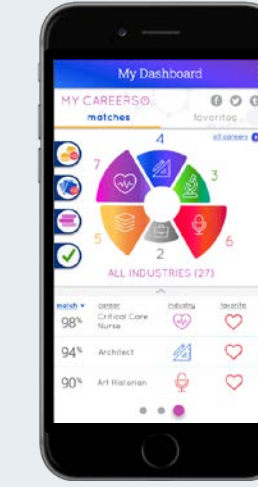 My Dashboard
MY CAREERS
matches favorites
all careers
4
7
3
5
2
6
ALL INDUSTRIES (27)
match career industry favorite
98% Critical Care
Nurse
94% Architect
90% Art Historian